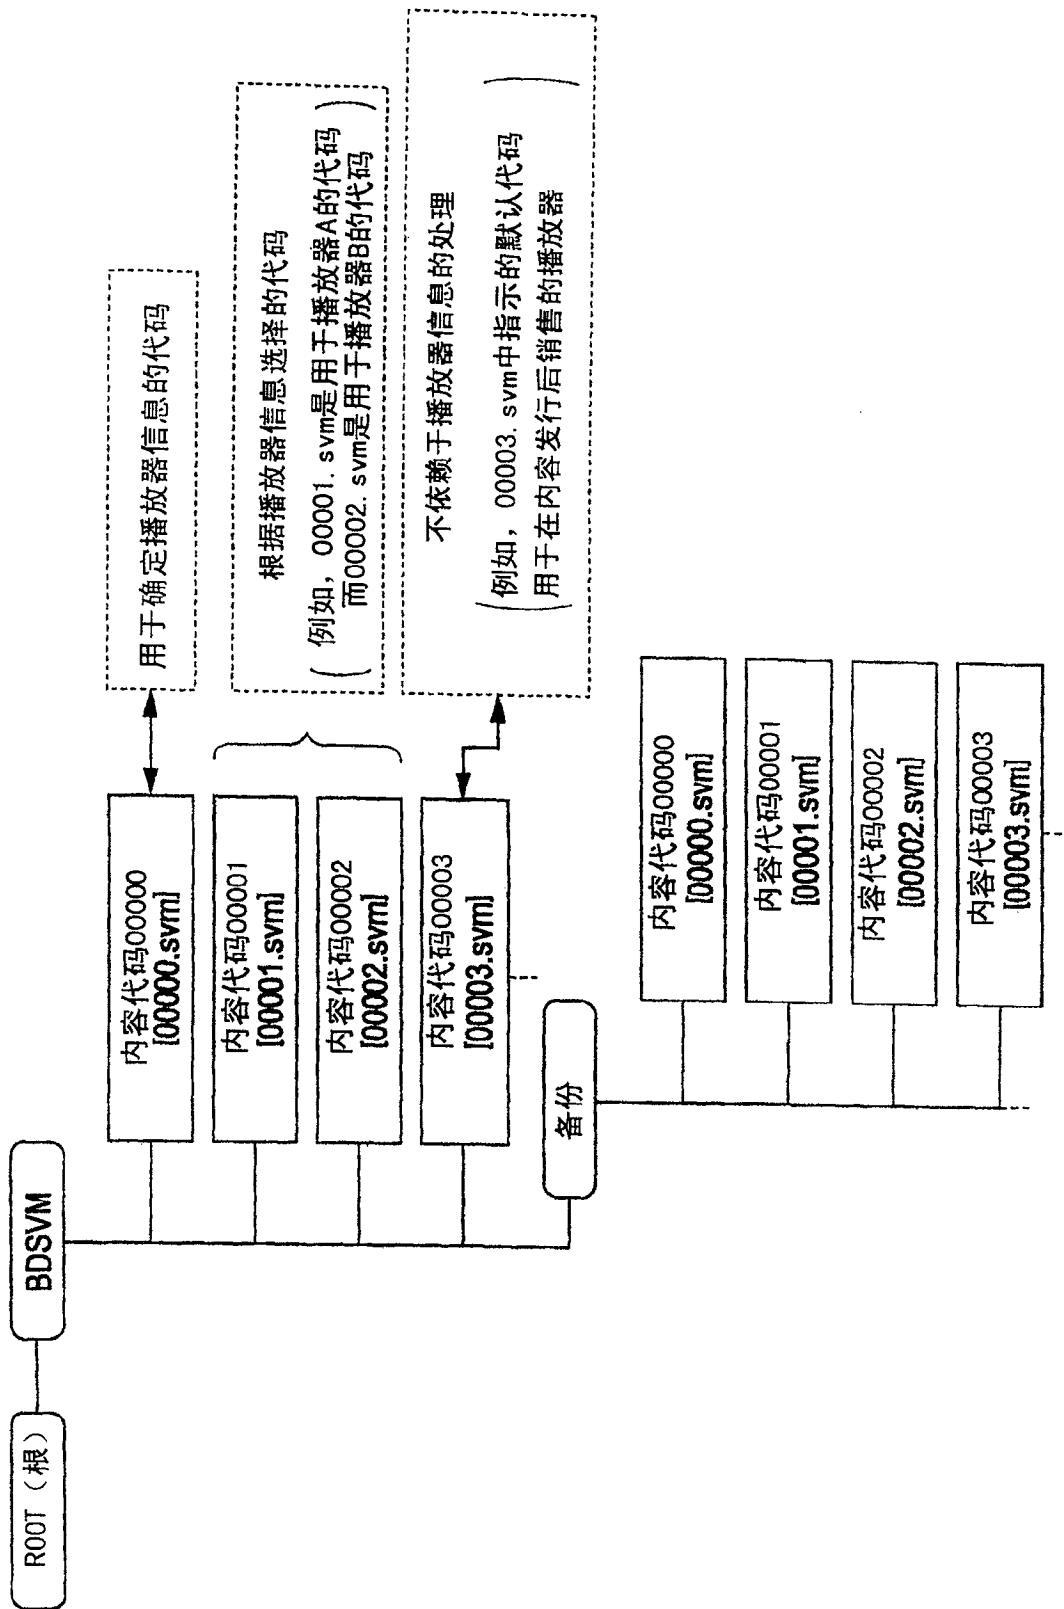 ROOT（根）
BDSVM
内容代码00000
[00000.svm]
用于确定播放器信息的代码
内容代码00001
[00001.svm]
内容代码00002
[00002.svm]
根据播放器信息选择的代码
（例如，00001.svm是用于播放器A的代码
而00002.svm是用于播放器B的代码）
内容代码00003
[00003.svm]
不依赖于播放器信息的处理
（例如，00003.svm中指示的默认代码
用于在内容发行后销售的播放器）
备份
内容代码00000
[00000.svm]
内容代码00001
[00001.svm]
内容代码00002
[00002.svm]
内容代码00003
[00003.svm]